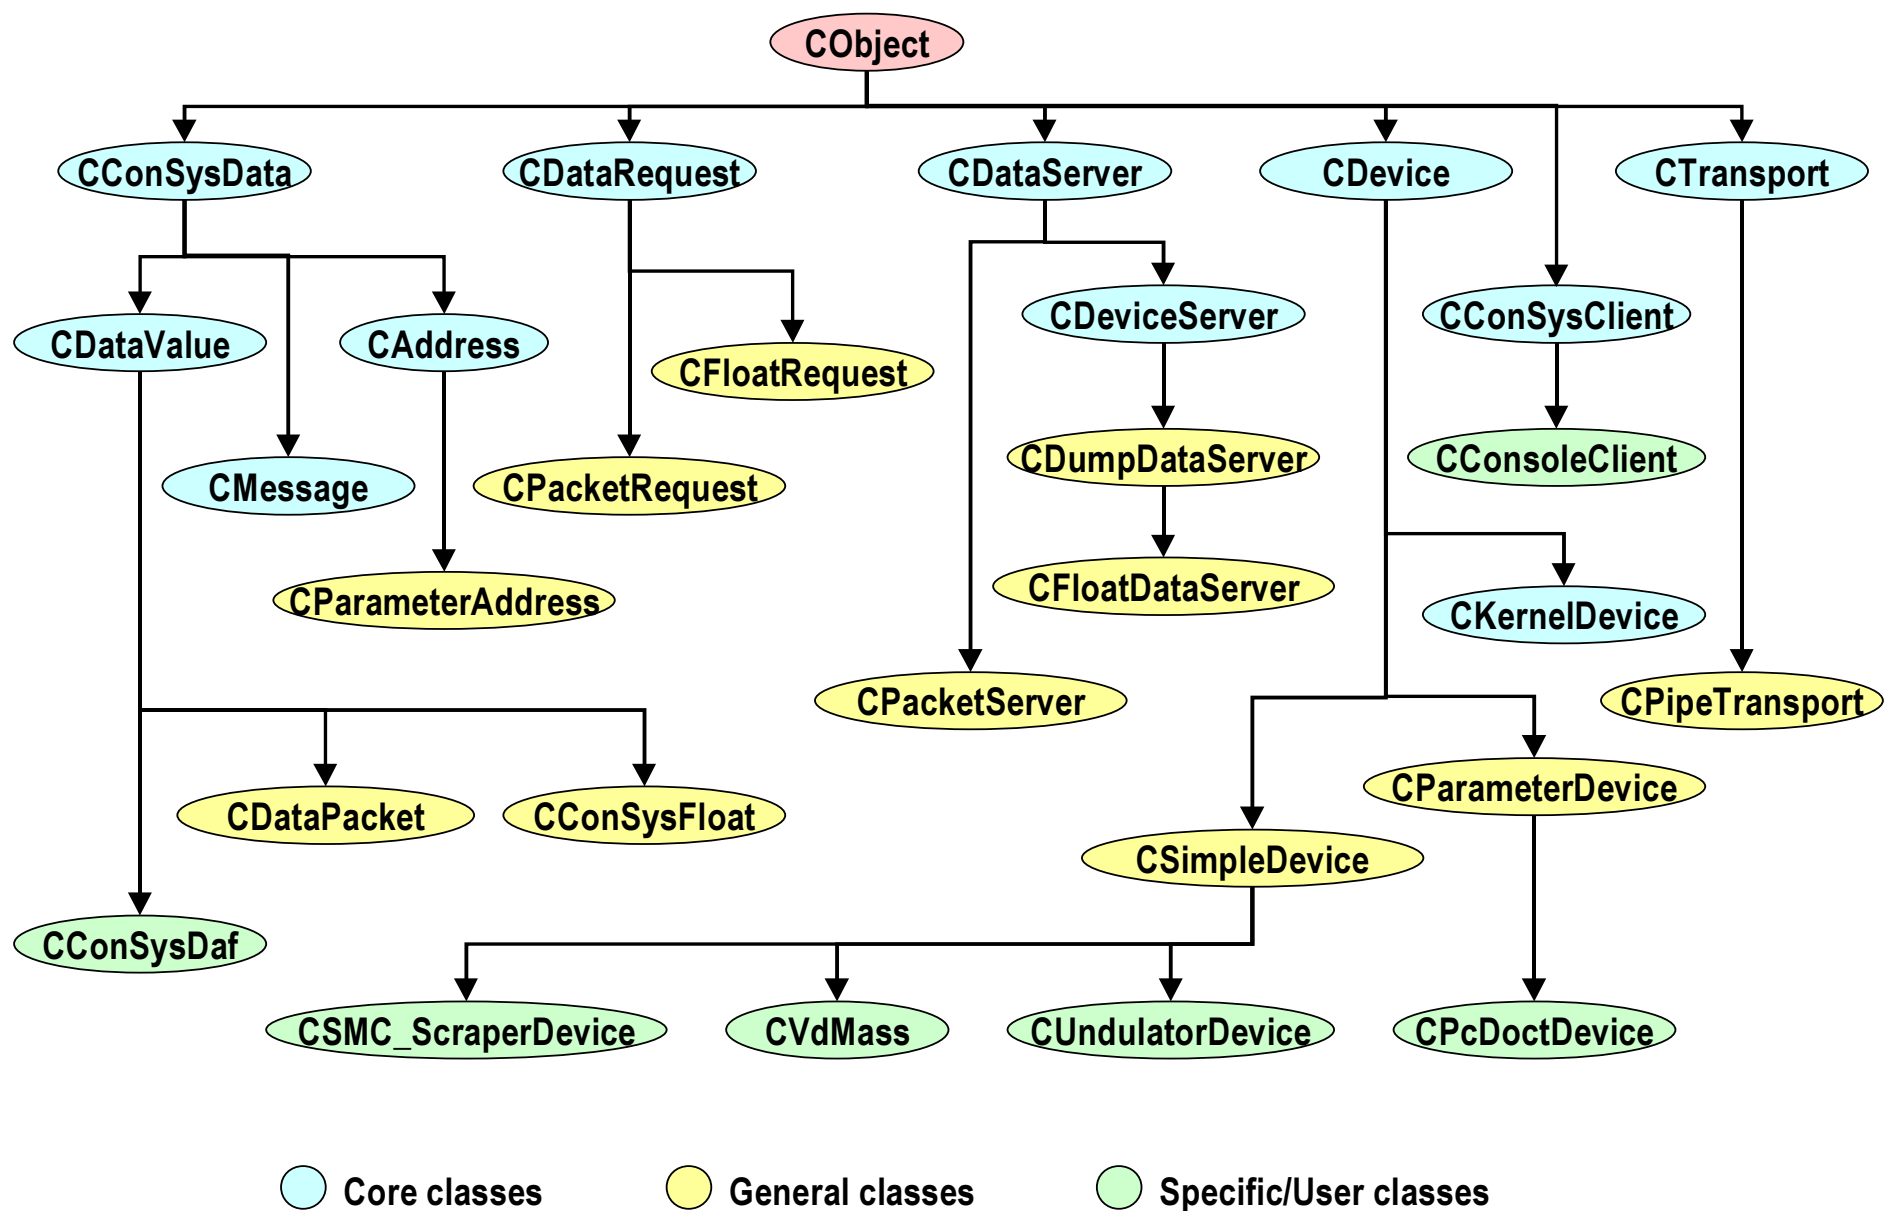 CObject
CConSysData
CDataRequest
CDataServer
CDevice
CTransport
CDeviceServer
CConSysClient
CDataValue
CAddress
CFloatRequest
CDumpDataServer
CConsoleClient
CMessage
CPacketRequest
CFloatDataServer
CParameterAddress
CKernelDevice
CPacketServer
CPipeTransport
CParameterDevice
CDataPacket
CConSysFloat
CSimpleDevice
CConSysDaf
CSMC_ScraperDevice
CVdMass
CUndulatorDevice
CPcDoctDevice
Core classes
General classes
Specific/User classes